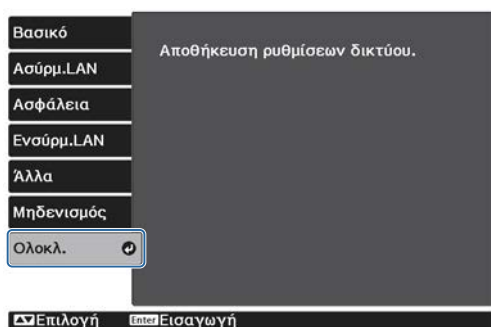 Βασικό
Ασύρμ.LAN
Ασφάλεια
Ενσύρμ.LAN
Άλλα
Μηδενισμός
Ολοκλ.
Αποθήκευση ρυθμίσεων δικτύου.
Επιλογή Enter Εισαγωγή